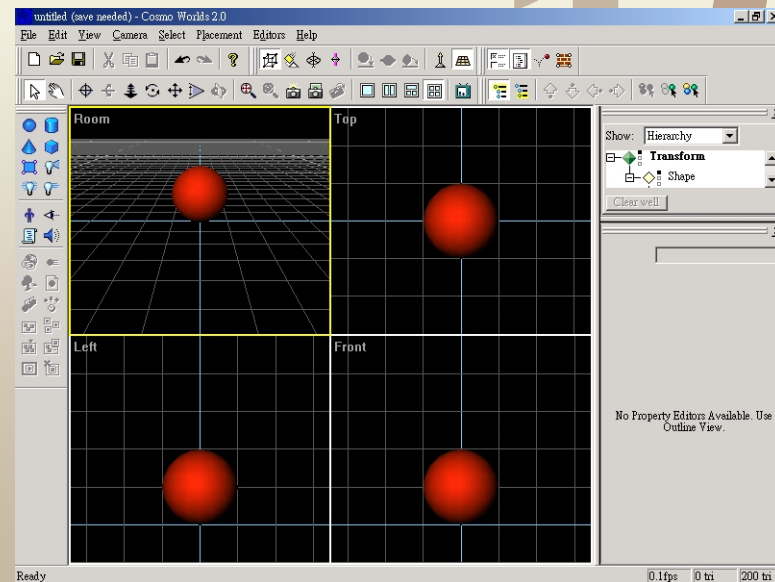 untitled (save needed) - Cosmo Worlds 2.0
File Edit View Camera Select Placement Editors Help
Room
Top
Show: Hierarchy
Transform
Shape
Clear well
Left
Front
No Property Editors Available. Use
Outline View.
Ready
0.1fps 0 tri 200 tri